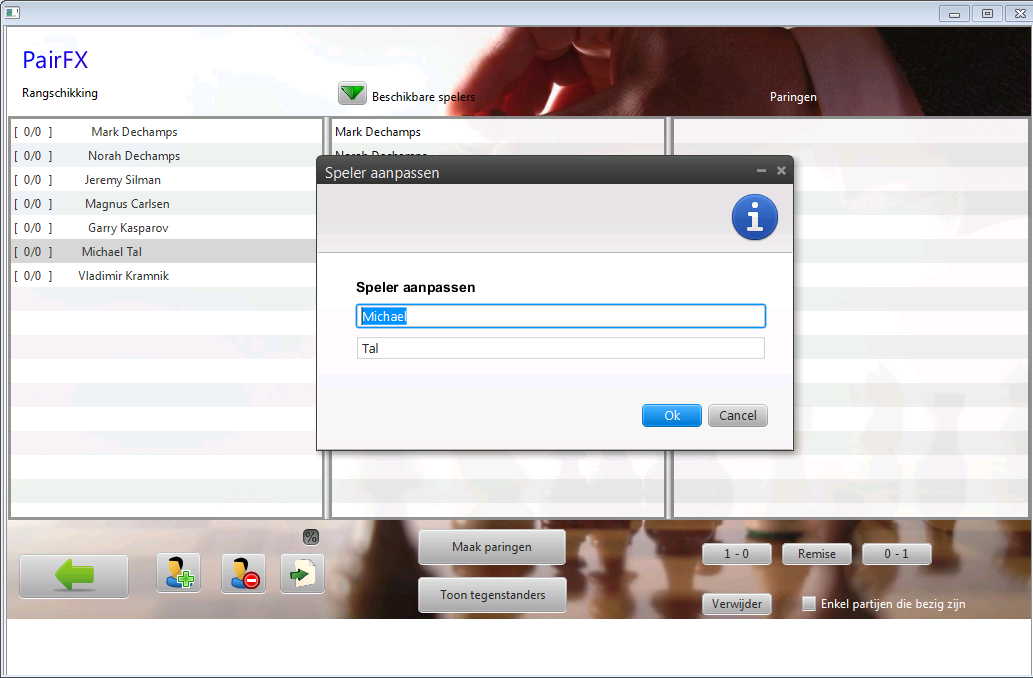 PairFX
Rangschikking
Beschikbare spelers
Paringen
[ 0/0 ] Mark Dechamps
[ 0/0 ] Norah Dechamps
[ 0/0 ] Jeremy Silman
[ 0/0 ] Magnus Carlsen
[ 0/0 ] Garry Kasparov
[ 0/0 ] Michael Tal
[ 0/0 ] Vladimir Kramnik
Mark Dechamps
Norah Dechamps
Speler aanpassen
Speler aanpassen
Michael
Tal
Ok
Cancel
%
Maak paringen
Toon tegenstanders
1 - 0
Remise
0 - 1
Verwijder
Enkel partijen die bezig zijn